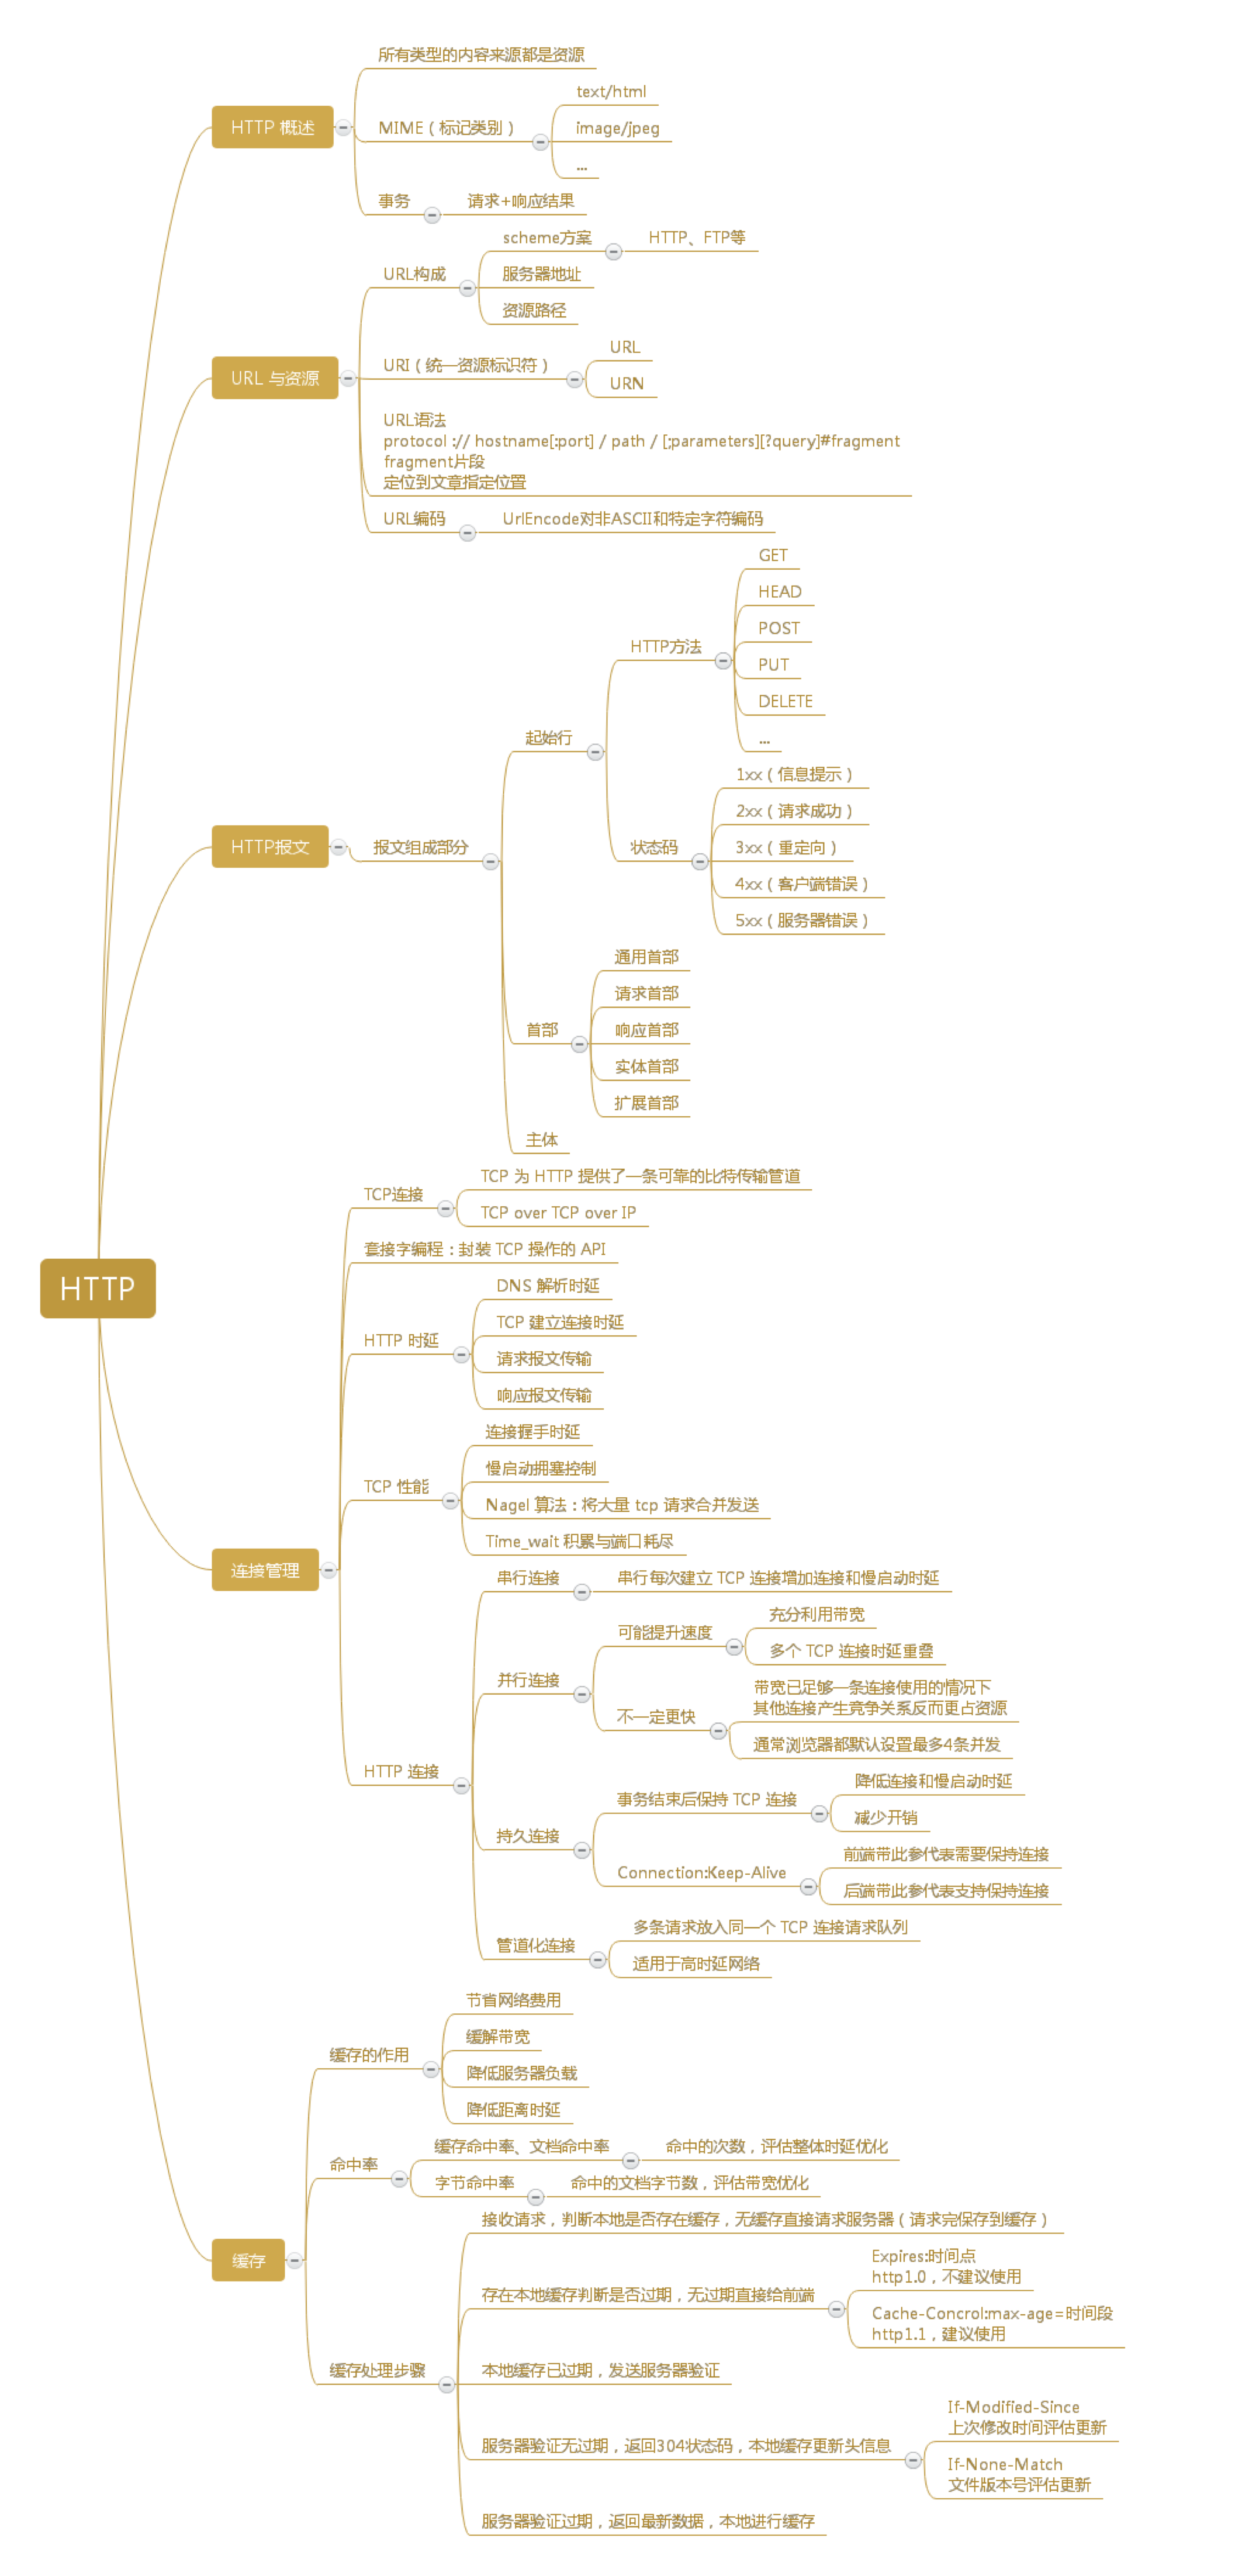 HTTP
HTTP 概述
所有类型的内容来源都是资源
MIME（标记类别）
text/html
image/jpeg
...
事务
请求+响应结果
URL 与资源
URL构成
scheme方案
HTTP、FTP等
服务器地址
资源路径
URI（统一资源标识符）
URL
URN
URL语法
protocol :// hostname[:port] / path / [;parameters][?query]#fragment
fragment片段
定位到文章指定位置
URL编码
UrlEncode对非ASCII和特定字符编码
HTTP报文
报文组成部分
起始行
HTTP方法
GET
HEAD
POST
PUT
DELETE
...
状态码
1xx（信息提示）
2xx（请求成功）
3xx（重定向）
4xx（客户端错误）
5xx（服务器错误）
首部
通用首部
请求首部
响应首部
实体首部
扩展首部
主体
连接管理
TCP连接
TCP 为 HTTP 提供了一条可靠的比特传输管道
TCP over TCP over IP
套接字编程：封装 TCP 操作的 API
HTTP 时延
DNS 解析时延
TCP 建立连接时延
请求报文传输
响应报文传输
TCP 性能
连接握手时延
慢启动拥塞控制
Nagel 算法：将大量 tcp 请求合并发送
Time_wait 积累与端口耗尽
HTTP 连接
串行连接
串行每次建立 TCP 连接增加连接和慢启动时延
并行连接
可能提升速度
充分利用带宽
多个 TCP 连接时延重叠
不一定更快
带宽已足够一条连接使用的情况下
其他连接产生竞争关系反而更占资源
通常浏览器都默认设置最多4条并发
持久连接
事务结束后保持 TCP 连接
降低连接和慢启动时延
减少开销
Connection:Keep-Alive
前端带此参代表需要保持连接
后端带此参代表支持保持连接
管道化连接
多条请求放入同一个 TCP 连接请求队列
适用于高时延网络
缓存
缓存的作用
节省网络费用
缓解带宽
降低服务器负载
降低距离时延
命中率
缓存命中率、文档命中率
命中的次数，评估整体时延优化
字节命中率
命中的文档字节数，评估带宽优化
缓存处理步骤
接收请求，判断本地是否存在缓存，无缓存直接请求服务器（请求完保存到缓存）
存在本地缓存判断是否过期，无过期直接给前端
Expires:时间点
http1.0，不建议使用
Cache-Concrol:max-age=时间段
http1.1，建议使用
本地缓存已过期，发送服务器验证
服务器验证无过期，返回304状态码，本地缓存更新头信息
If-Modified-Since
上次修改时间评估更新
If-None-Match
文件版本号评估更新
服务器验证过期，返回最新数据，本地进行缓存